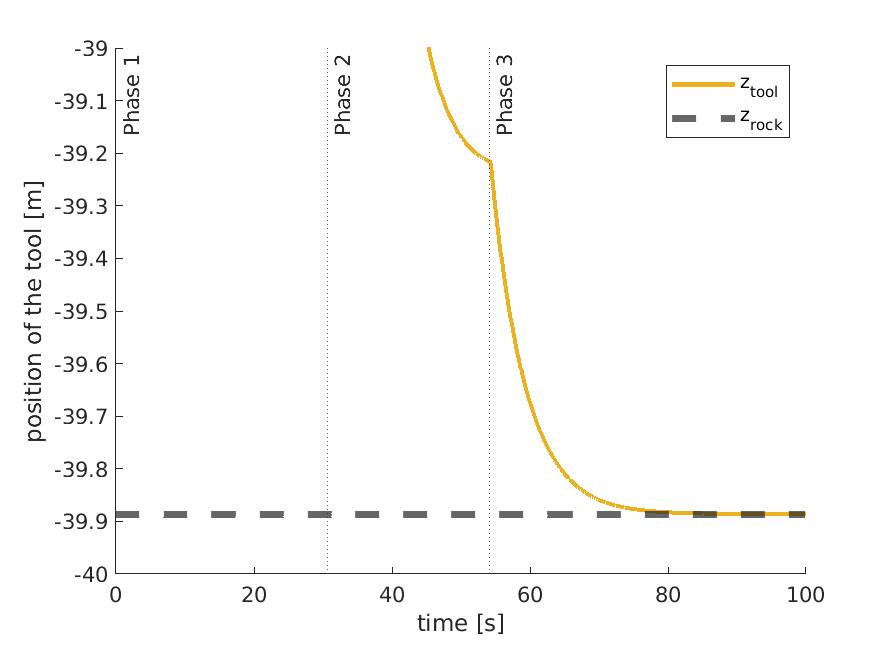 -39
-39.1
-39.2
-39.3
-39.4
-39.5
-39.6
-39.7
-39.8
-39.9
-40
position of the tool [m]
Phase 1
Phase 2
Phase 3
z_tool
z_rock
0 20 40 60 80 100
time [s]